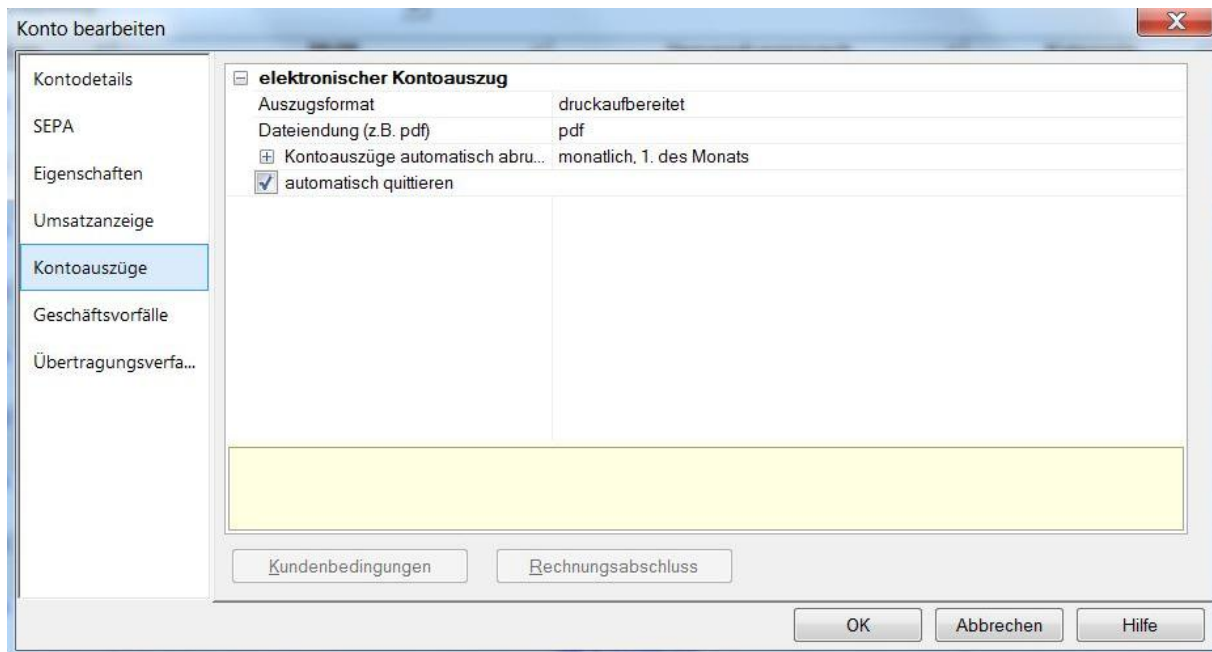 Konto bearbeiten
Kontodetails
SEPA
Eigenschaften
Umsatzanzeige
Kontoauszüge
Geschäftsvorfälle
Übertragungsverfa...
elektronischer Kontoauszug
Auszugsformat druckaufbereitet
Dateiendung (z.B. pdf) pdf
Kontoauszüge automatisch abru... monatlich, 1. des Monats
automatisch quittieren
Kundenbedingungen Rechnungsabschluss
OK Abbrechen Hilfe